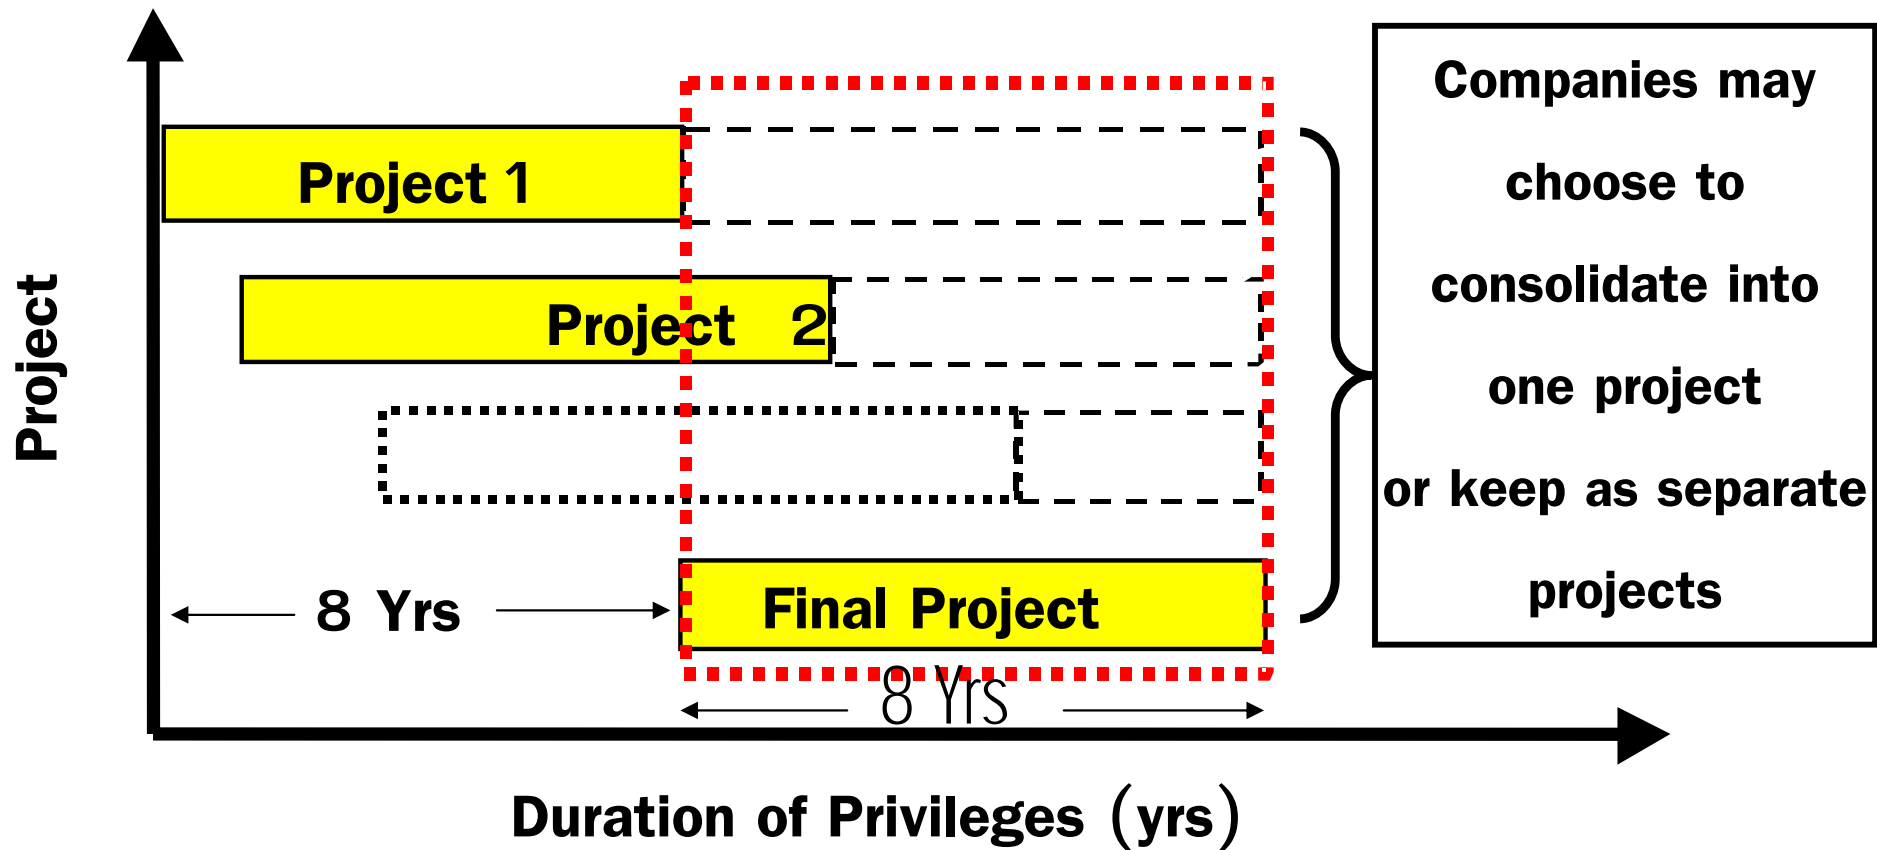 Project
Project 1
Project 2
8 Yrs
Final Project
8 Yrs
Duration of Privileges (yrs)
Companies may
choose to
consolidate into
one project
or keep as separate
projects